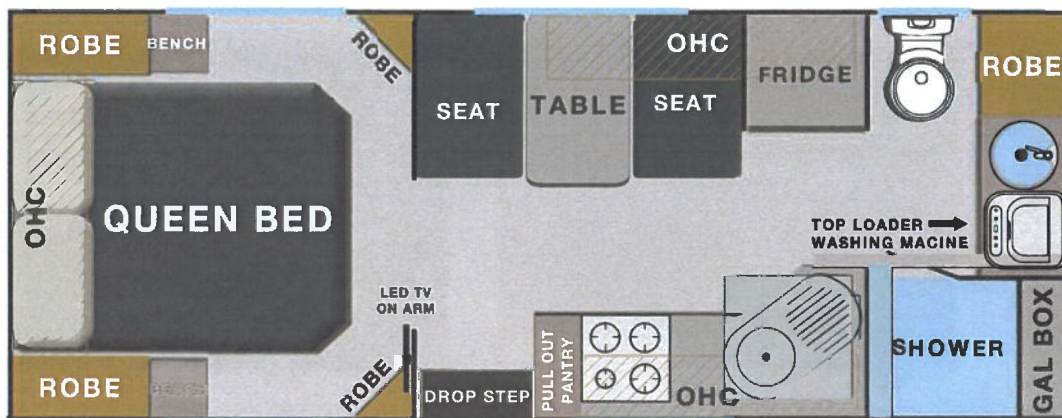 ROBE
BENCH
ROBE
SEAT
TABLE
OHC
SEAT
FRIDGE
ROBE
OHC
QUEEN BED
TOP LOADER
WASHING MACINE
LED TV
ON ARM
ROBE
BENCH
ROBE
DROP STEP
PULL OUT
PANTRY
OHC
SHOWER
GAL BOX